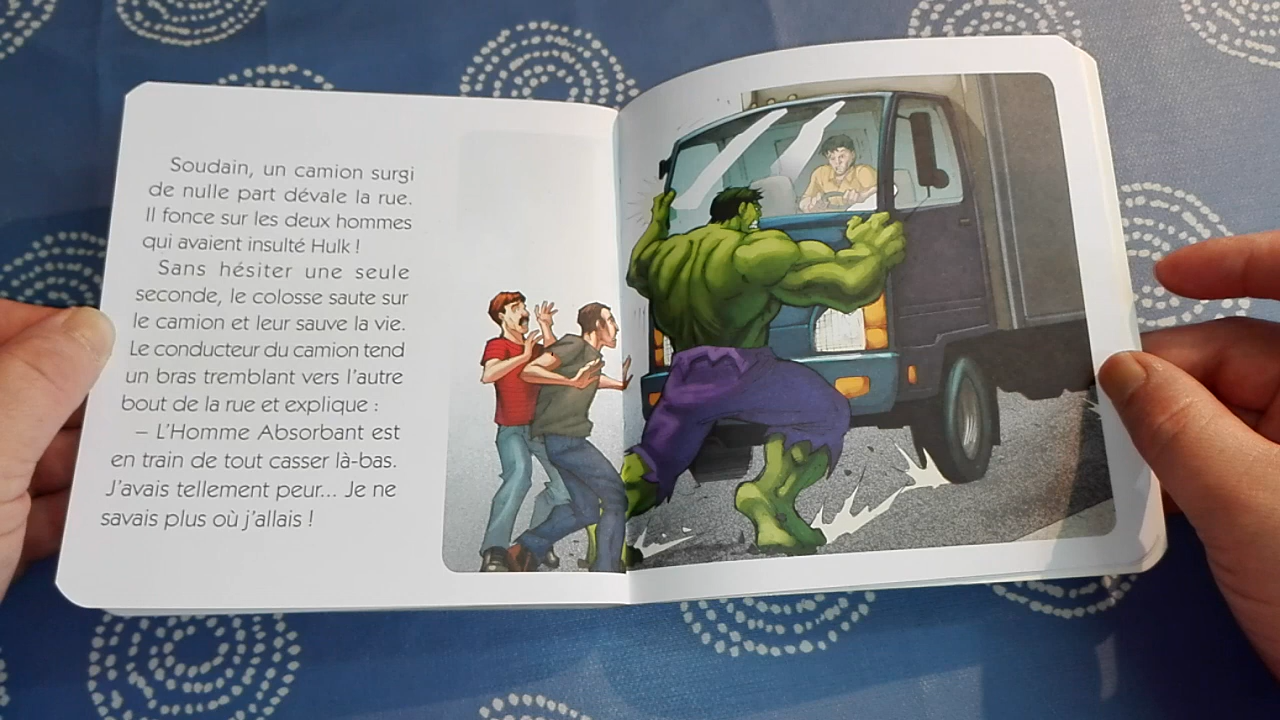 Soudain, un camion surgi
de nulle part dévale la rue.
Il fonce sur les deux hommes
qui avaient insulté Hulk !
Sans hésiter une seule
seconde, le colosse saute sur
le camion et leur sauve la vie.
Le conducteur du camion tend
un bras tremblant vers l'autre
bout de la rue et explique :
– L'Homme Absorbant est
en train de tout casser là-bas.
J'avais tellement peur... Je ne
savais plus où j'allais !